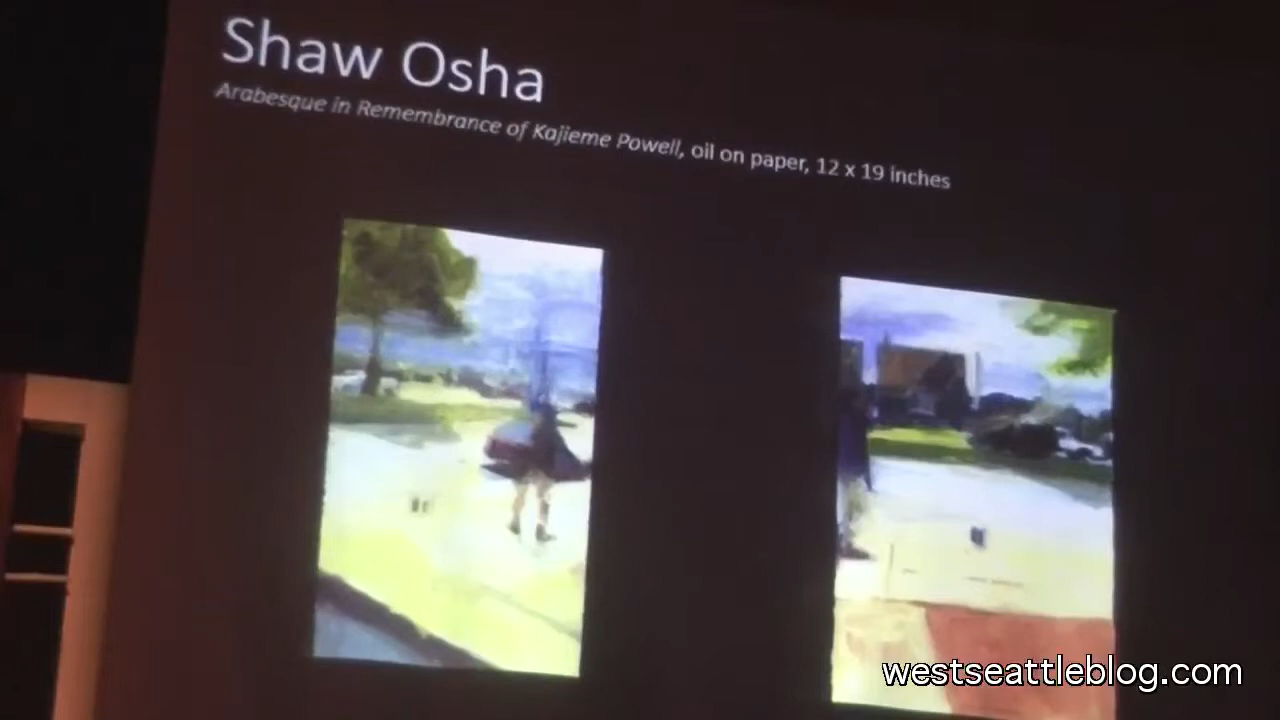 Shaw Osha
Arabesque in Remembrance of Kajieme Powell, oil on paper, 12 x 19 inches
westseattleblog.com